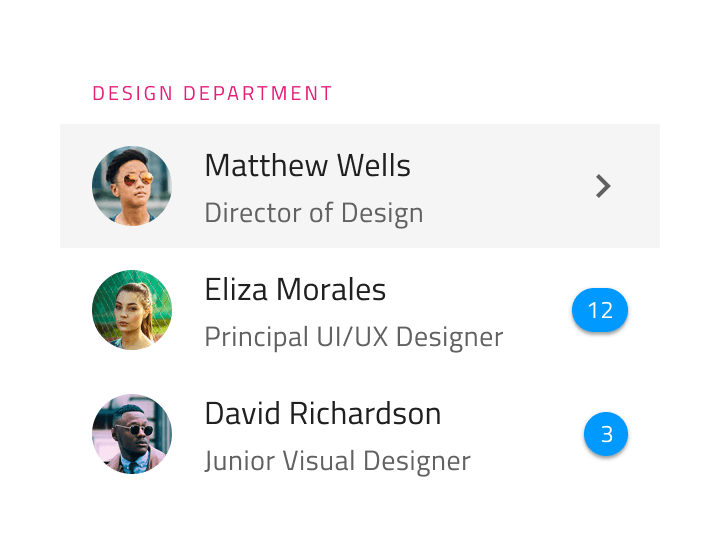 DESIGN DEPARTMENT
Matthew Wells
Director of Design
Eliza Morales
Principal UI/UX Designer
12
David Richardson
Junior Visual Designer
3